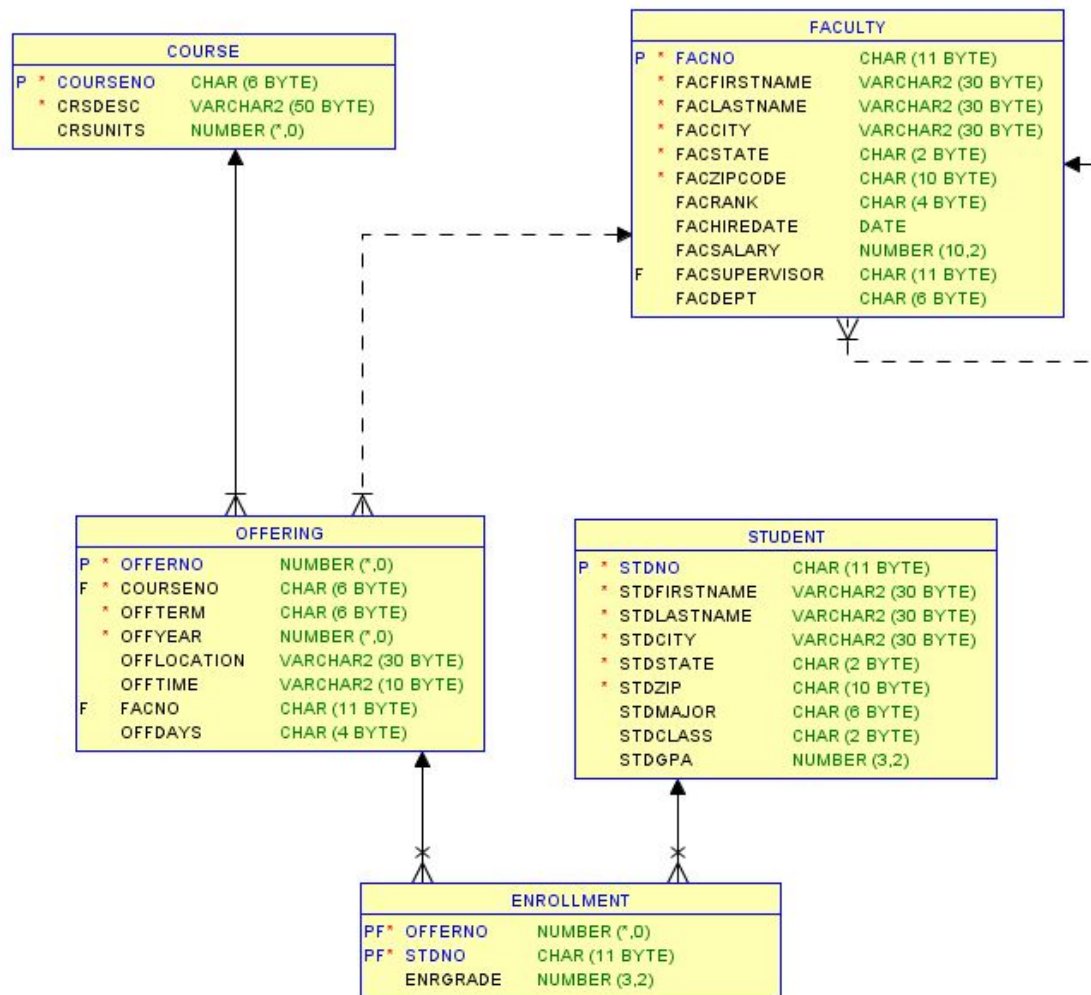 COURSE
P * COURSENO CHAR (6 BYTE)
* CRSDESC VARCHAR2 (50 BYTE)
CRSUNITS NUMBER (*,0)
FACULTY
P * FACNO CHAR (11 BYTE)
* FACFIRSTNAME VARCHAR2 (30 BYTE)
* FACLASTNAME VARCHAR2 (30 BYTE)
* FACCITY VARCHAR2 (30 BYTE)
* FACSTATE CHAR (2 BYTE)
* FACZIPCODE CHAR (10 BYTE)
FACRANK CHAR (4 BYTE)
FACHIREDATE DATE
FACSALARY NUMBER (10,2)
F FACSUPERVISOR CHAR (11 BYTE)
FACDEPT CHAR (6 BYTE)
OFFERING
P * OFFERNO NUMBER (*,0)
F * COURSENO CHAR (6 BYTE)
* OFFTERM CHAR (6 BYTE)
* OFFYEAR NUMBER (*,0)
OFFLOCATION VARCHAR2 (30 BYTE)
OFFTIME VARCHAR2 (10 BYTE)
F FACNO CHAR (11 BYTE)
OFFDAYS CHAR (4 BYTE)
STUDENT
P * STDNO CHAR (11 BYTE)
* STDFIRSTNAME VARCHAR2 (30 BYTE)
* STDLASTNAME VARCHAR2 (30 BYTE)
* STDCITY VARCHAR2 (30 BYTE)
* STDSTATE CHAR (2 BYTE)
* STDZIP CHAR (10 BYTE)
STDMAJOR CHAR (6 BYTE)
STDCLASS CHAR (2 BYTE)
STDGPA NUMBER (3,2)
ENROLLMENT
PF* OFFERNO NUMBER (*,0)
PF* STDNO CHAR (11 BYTE)
ENRGRADE NUMBER (3,2)